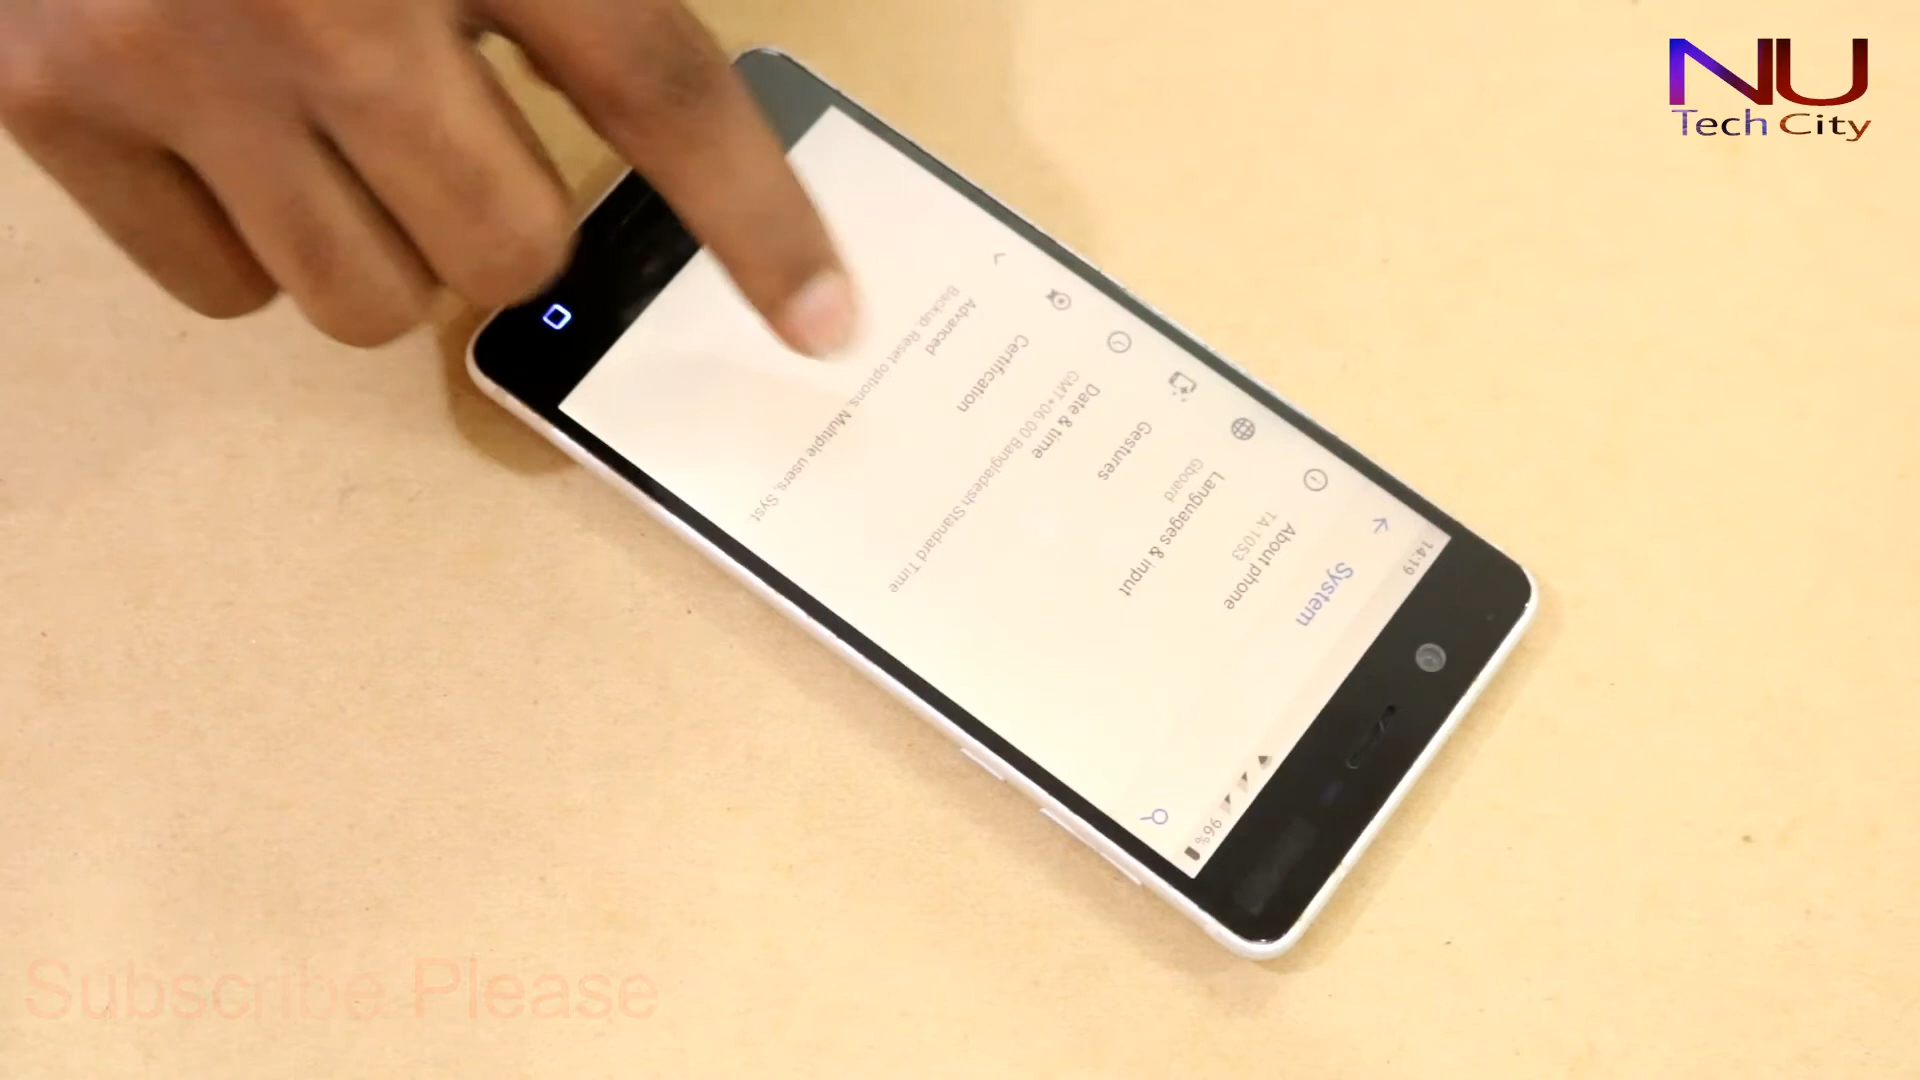 NU
Tech City
14:19
96%
System
About phone
TA-1053
Languages & input
Gboard
Gestures
Date & time
GMT+06:00 Bangladesh Standard Time
Certification
Advanced
Backup, Reset options, Multiple users, Syst..
Subscribe Please